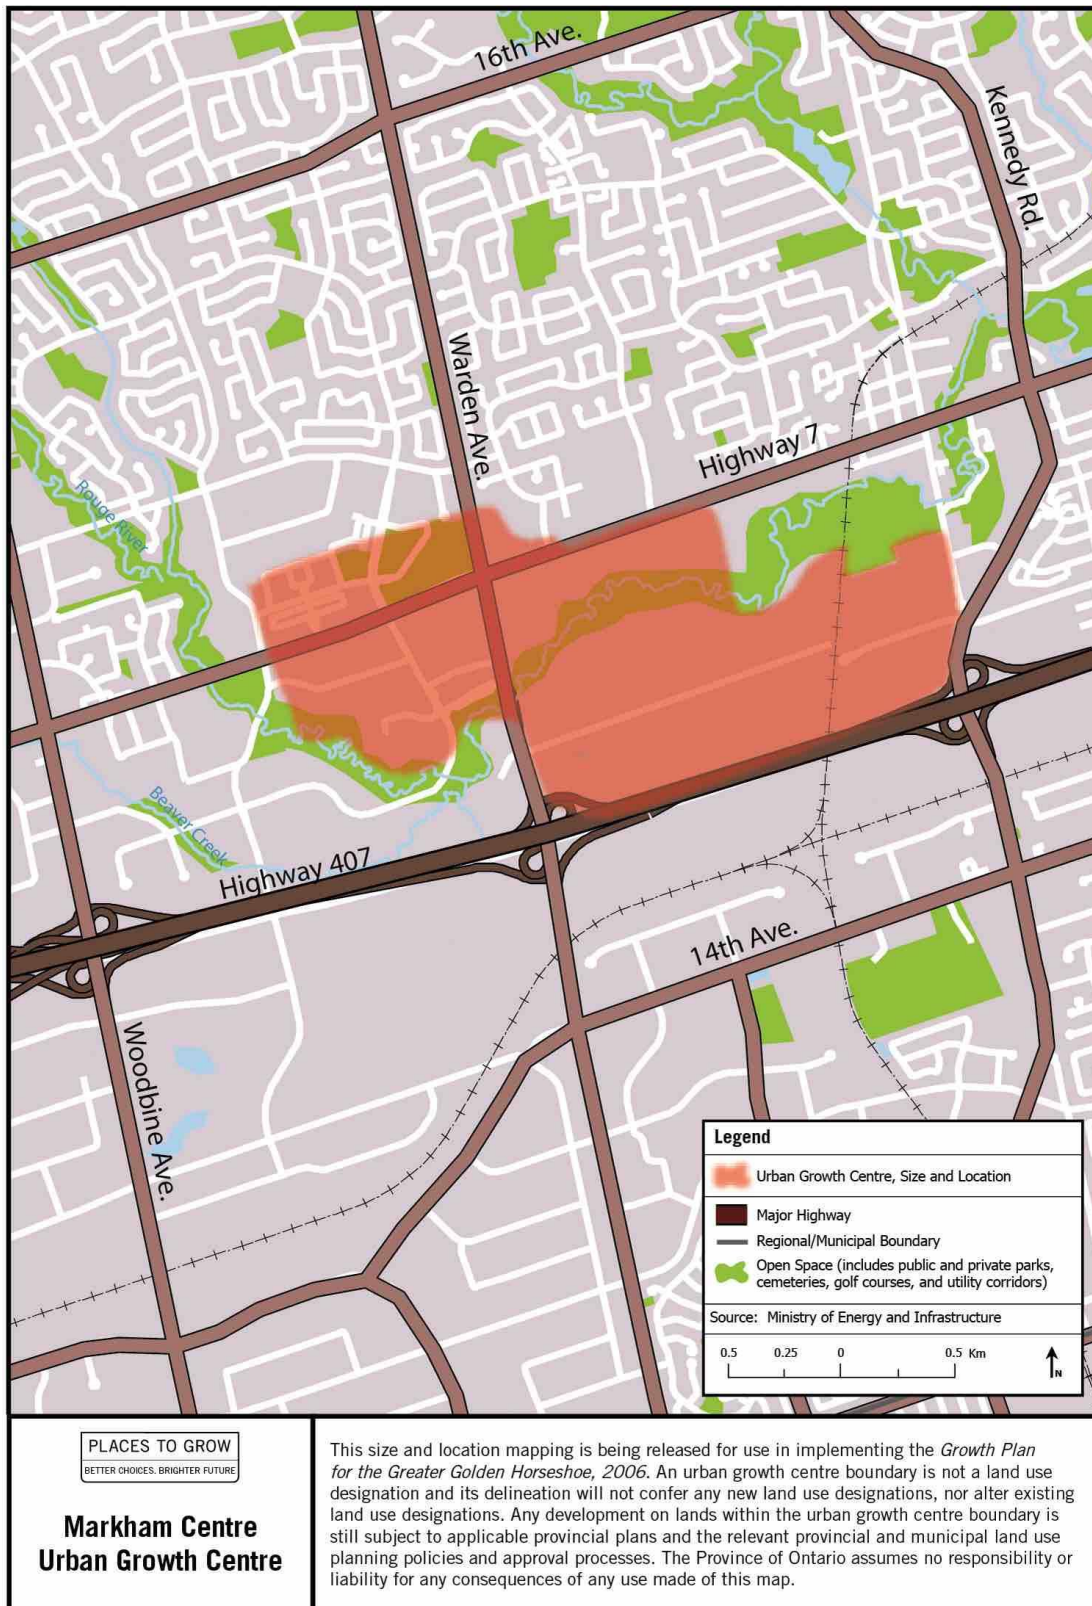 16th Ave.
Kennedy Rd.
Warden Ave.
Highway 7
Rouge River
Beaver Creek
Highway 407
14th Ave.
Woodbine Ave.
Legend
Urban Growth Centre, Size and Location
Major Highway
Regional/Municipal Boundary
Open Space (includes public and private parks,
cemeteries, golf courses, and utility corridors)
Source: Ministry of Energy and Infrastructure
0.5 0.25 0 0.5 Km
N
PLACES TO GROW
BETTER CHOICES. BRIGHTER FUTURE
Markham Centre
Urban Growth Centre
This size and location mapping is being released for use in implementing the Growth Plan
for the Greater Golden Horseshoe, 2006. An urban growth centre boundary is not a land use
designation and its delineation will not confer any new land use designations, nor alter existing
land use designations. Any development on lands within the urban growth centre boundary is
still subject to applicable provincial plans and the relevant provincial and municipal land use
planning policies and approval processes. The Province of Ontario assumes no responsibility or
liability for any consequences of any use made of this map.